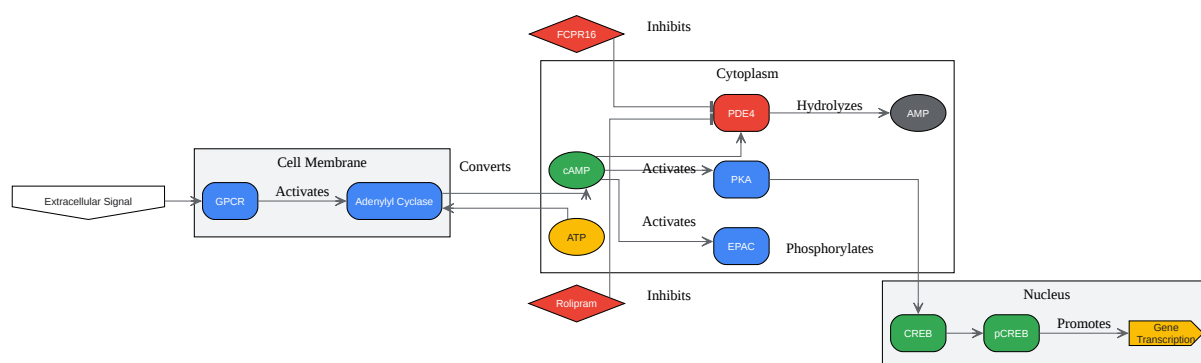 FCPR16
Inhibits
Cytoplasm
PDE4
Hydrolyzes
AMP
Cell Membrane
Converts
cAMP
Activates
PKA
Extracellular Signal
GPCR
Activates
Adenylyl Cyclase
ATP
Activates
EPAC
Phosphorylates
Rolipram
Inhibits
Nucleus
CREB
pCREB
Promotes
Gene
Transcription